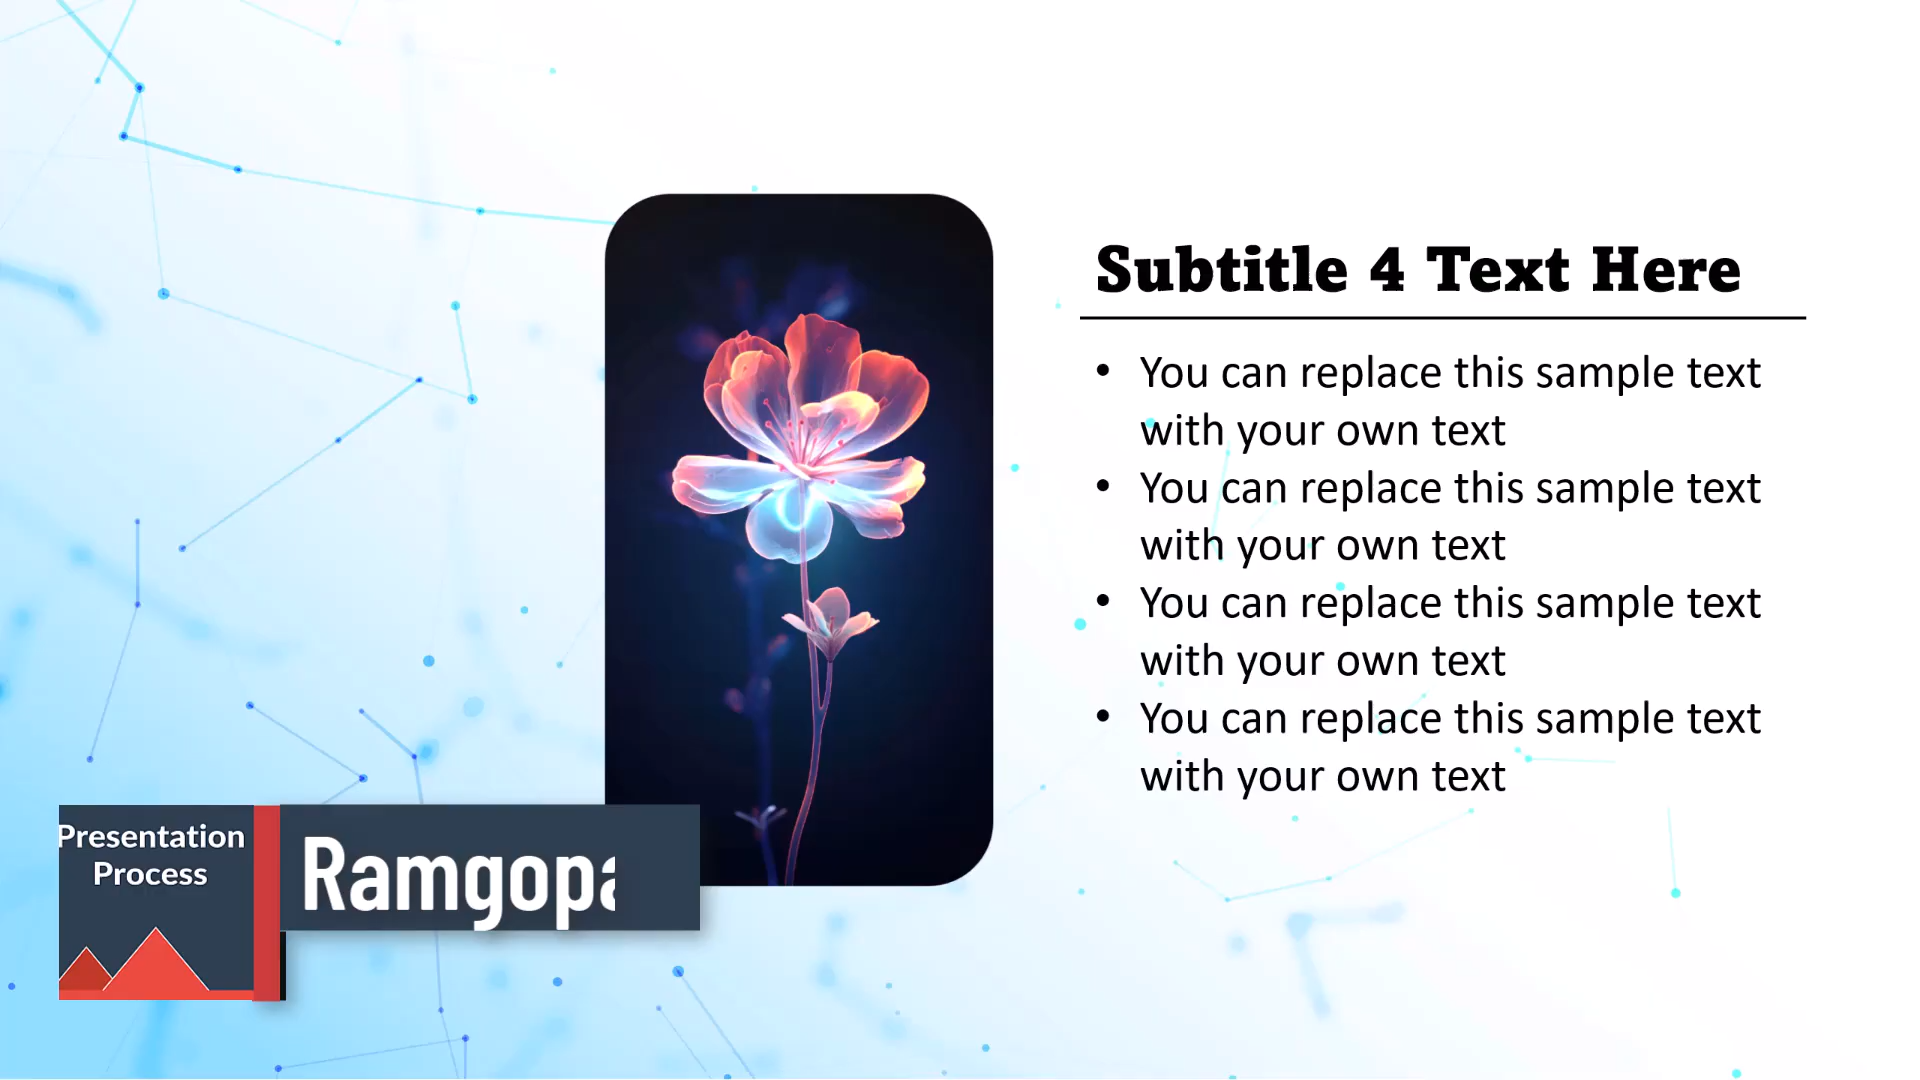 Subtitle 4 Text Here
• You can replace this sample text
with your own text
• You can replace this sample text
with your own text
• You can replace this sample text
with your own text
• You can replace this sample text
with your own text
Presentation
Process
Ramgopa